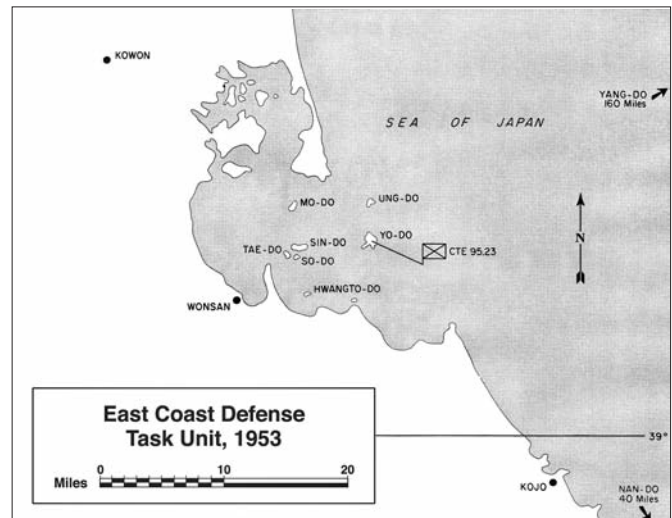 KOWON
YANG-DO
160 Miles
SEA OF JAPAN
MO-DO
UNG-DO
YO-DO
SIN-DO
TAE-DO
SO-DO
CTE 95.23
N
HWANGTO-DO
WONSAN
East Coast Defense
Task Unit, 1953
39°
0 10 20
Miles
KOJO
NAN-DO
40 Miles